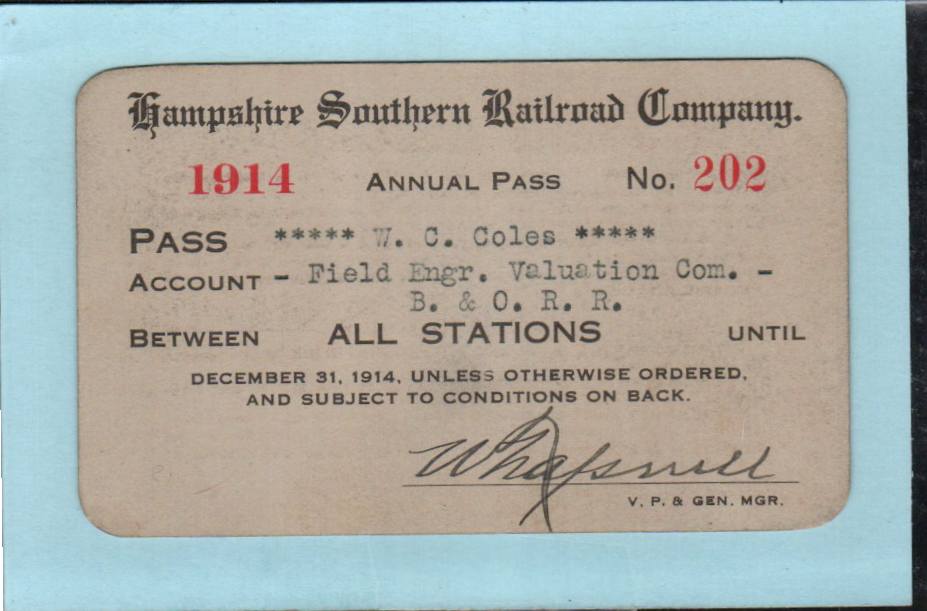 Hampshire Southern Railroad Company.
1914 ANNUAL PASS No. 202
PASS ***** W. C. Coles *****
ACCOUNT - Field Engr. Valuation Com. -
B. & O. R. R.
BETWEEN ALL STATIONS UNTIL
DECEMBER 31, 1914, UNLESS OTHERWISE ORDERED,
AND SUBJECT TO CONDITIONS ON BACK.
V. P. & GEN. MGR.